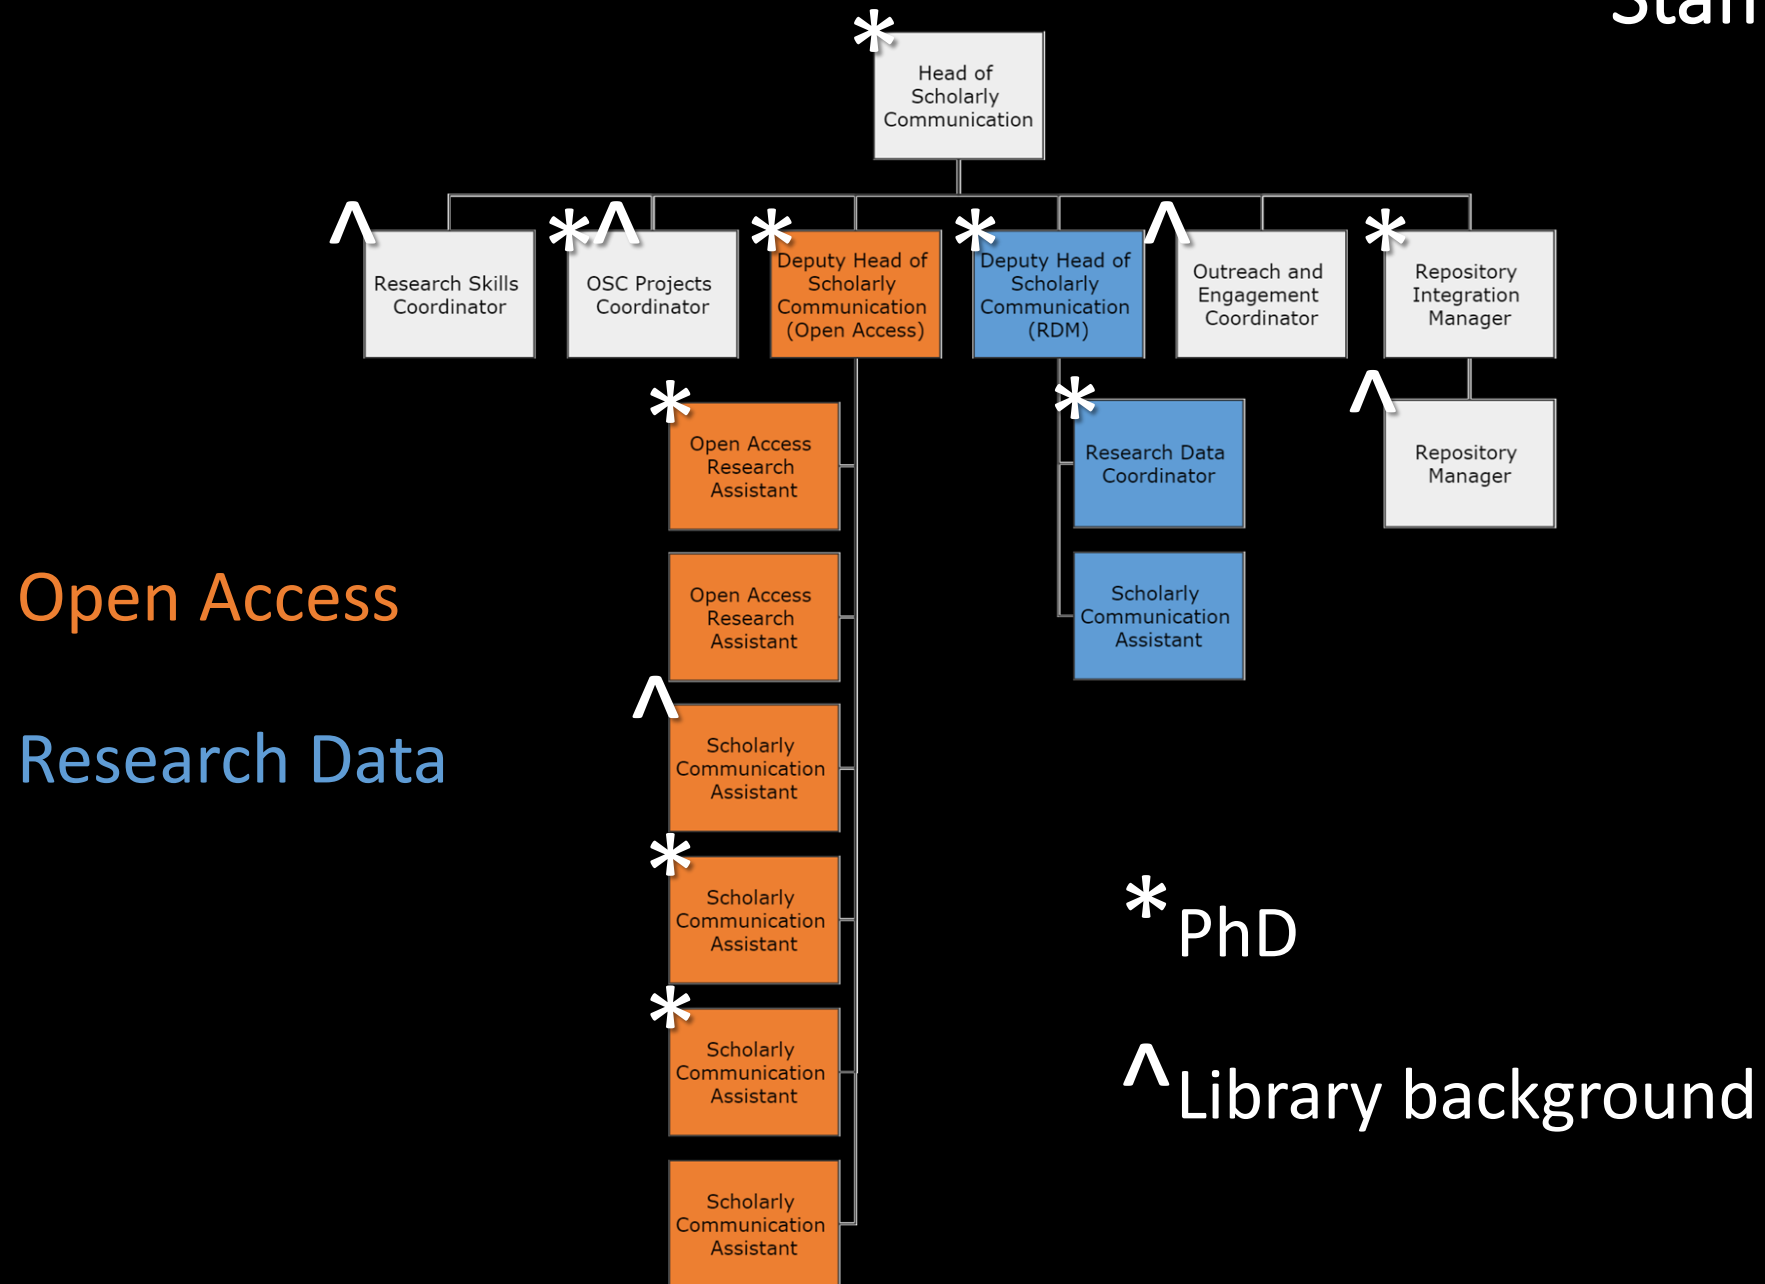 Staff
*
Head of
Scholarly
Communication
^
Research Skills
Coordinator
*^
OSC Projects
Coordinator
*
Deputy Head of
Scholarly
Communication
(Open Access)
*
Deputy Head of
Scholarly
Communication
(RDM)
^
Outreach and
Engagement
Coordinator
*
Repository
Integration
Manager
*
Open Access
Research
Assistant
*
Research Data
Coordinator
^
Repository
Manager
Open Access
Open Access
Research
Assistant
Scholarly
Communication
Assistant
Research Data
^
Scholarly
Communication
Assistant
*
Scholarly
Communication
Assistant
*
Scholarly
Communication
Assistant
Scholarly
Communication
Assistant
* PhD
^ Library background